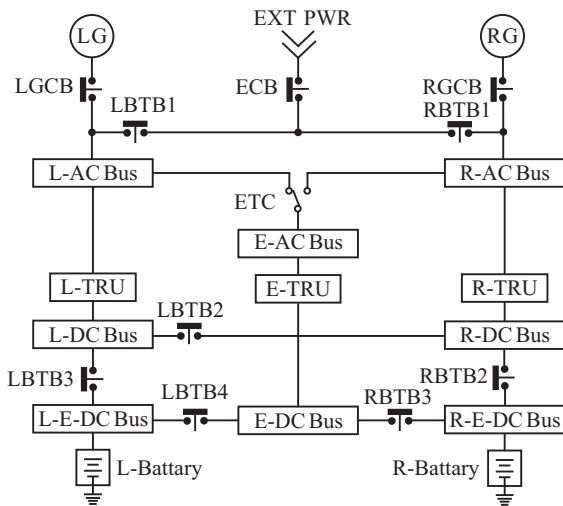 EXT PWR
LG
RG
LGCB
LBTB1
ECB
RGCB
RBTB1
L-AC Bus
R-AC Bus
ETC
E-AC Bus
L-TRU
E-TRU
R-TRU
LBTB2
L-DC Bus
R-DC Bus
LBTB3
LBTB4
RBTB3
RBTB2
L-E-DC Bus
E-DC Bus
R-E-DC Bus
L-Battary
R-Battary